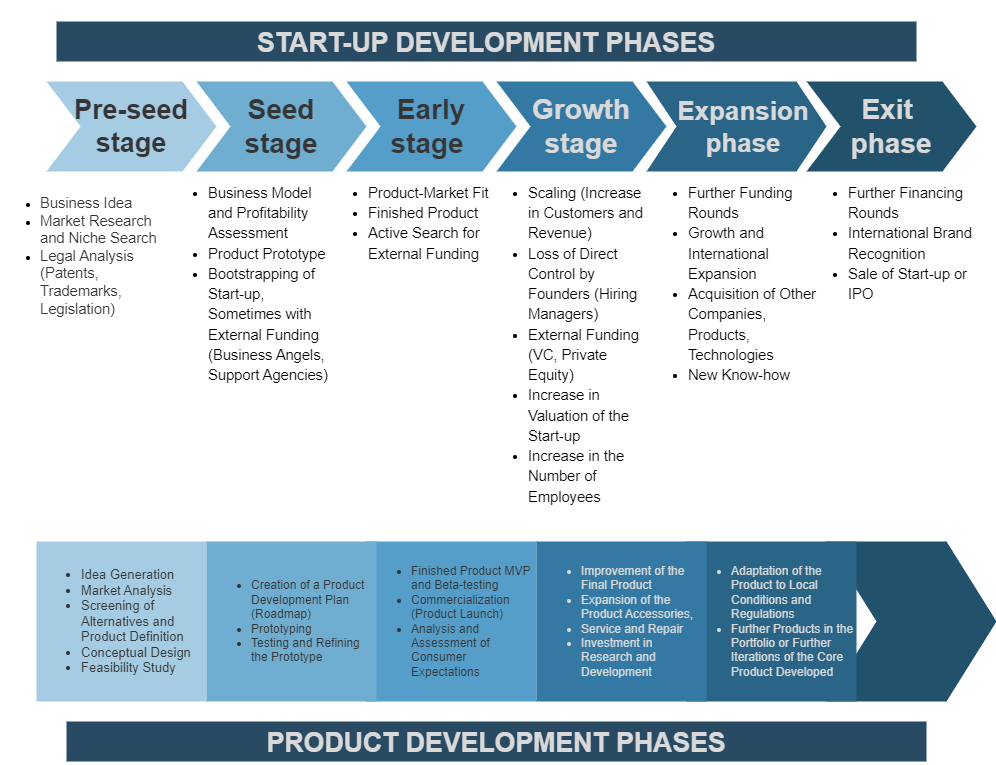 START-UP DEVELOPMENT PHASES
Pre-seed
stage
Seed
stage
Early
stage
Growth
stage
Expansion
phase
Exit
phase
• Business Idea
• Market Research
and Niche Search
• Legal Analysis
(Patents,
Trademarks,
Legislation)
• Business Model
and Profitability
Assessment
• Product Prototype
• Bootstrapping of
Start-up,
Sometimes with
External Funding
(Business Angels,
Support Agencies)
• Product-Market Fit
• Finished Product
• Active Search for
External Funding
• Scaling (Increase
in Customers and
Revenue)
• Loss of Direct
Control by
Founders (Hiring
Managers)
• External Funding
(VC, Private
Equity)
• Increase in
Valuation of the
Start-up
• Increase in the
Number of
Employees
• Further Funding
Rounds
• Growth and
International
Expansion
• Acquisition of Other
Companies,
Products,
Technologies
• New Know-how
• Further Financing
Rounds
• International Brand
Recognition
• Sale of Start-up or
IPO
• Idea Generation
• Market Analysis
• Screening of
Alternatives and
Product Definition
• Conceptual Design
• Feasibility Study
• Creation of a Product
Development Plan
(Roadmap)
• Prototyping
• Testing and Refining
the Prototype
• Finished Product MVP
and Beta-testing
• Commercialization
(Product Launch)
• Analysis and
Assessment of
Consumer
Expectations
• Improvement of the
Final Product
• Expansion of the
Product Accessories,
• Service and Repair
• Investment in
Research and
Development
• Adaptation of the
Product to Local
Conditions and
Regulations
• Further Products in the
Portfolio or Further
Iterations of the Core
Product Developed
PRODUCT DEVELOPMENT PHASES